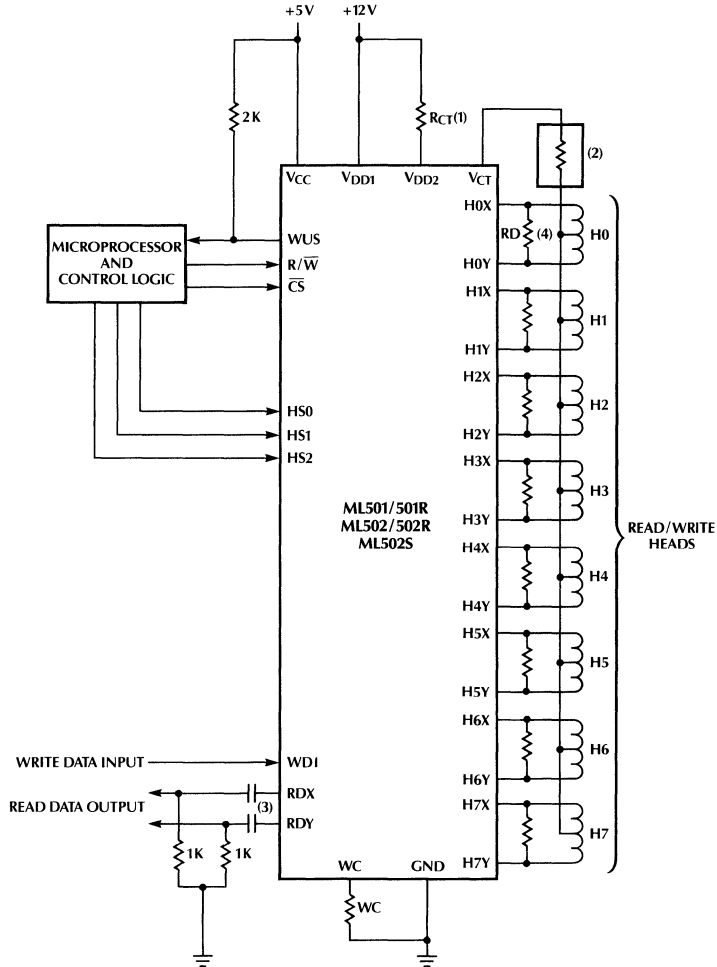 +5V
+12V
2K
RCT(1)
(2)
VCC
VDD1
VDD2
VCT
MICROPROCESSOR
AND
CONTROL LOGIC
WUS
R/W̅
C̅S̅
HS0
HS1
HS2
H0X
RD (4)
H0
H0Y
H1X
H1
H1Y
H2X
H2
H2Y
H3X
H3
H3Y
H4X
H4
H4Y
H5X
H5
H5Y
H6X
H6
H6Y
H7X
H7
H7Y
ML501/501R
ML502/502R
ML502S
READ/WRITE
HEADS
WRITE DATA INPUT
WD1
READ DATA OUTPUT
RDX
(3)
RDY
1K
1K
WC
GND
WC